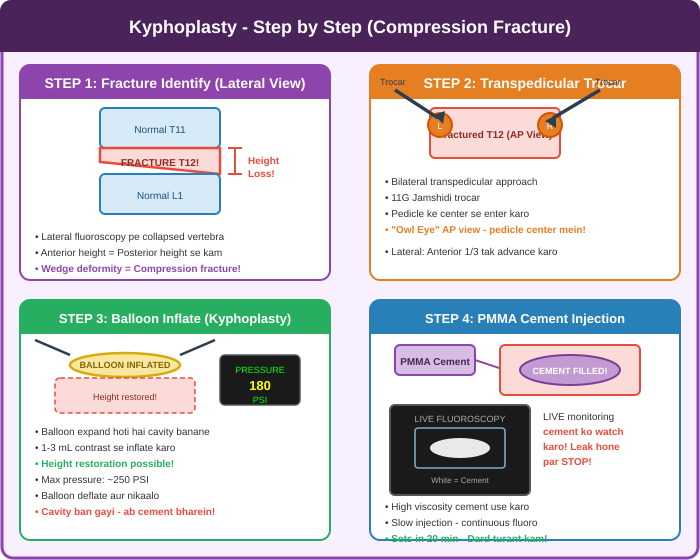 Kyphoplasty - Step by Step (Compression Fracture)
STEP 1: Fracture Identify (Lateral View)
Normal T11
FRACTURE T12!
Height
Loss!
Normal L1
• Lateral fluoroscopy pe collapsed vertebra
• Anterior height = Posterior height se kam
• Wedge deformity = Compression fracture!
STEP 2: Transpedicular Trocar
Trocar
Trocar
L
R
Fractured T12 (AP View)
• Bilateral transpedicular approach
• 11G Jamshidi trocar
• Pedicle ke center se enter karo
• "Owl Eye" AP view - pedicle center mein!
• Lateral: Anterior 1/3 tak advance karo
STEP 3: Balloon Inflate (Kyphoplasty)
BALLOON INFLATED
Height restored!
PRESSURE
180
PSI
• Balloon expand hoti hai cavity banane
• 1-3 mL contrast se inflate karo
• Height restoration possible!
• Max pressure: ~250 PSI
• Balloon deflate aur nikaalo
• Cavity ban gayi - ab cement bharein!
STEP 4: PMMA Cement Injection
PMMA Cement
CEMENT FILLED!
LIVE FLUOROSCOPY
White = Cement
LIVE monitoring
cement ko watch
karo! Leak hone
par STOP!
• High viscosity cement use karo
• Slow injection - continuous fluoro
• Sets in 20 min - Dard turant kam!